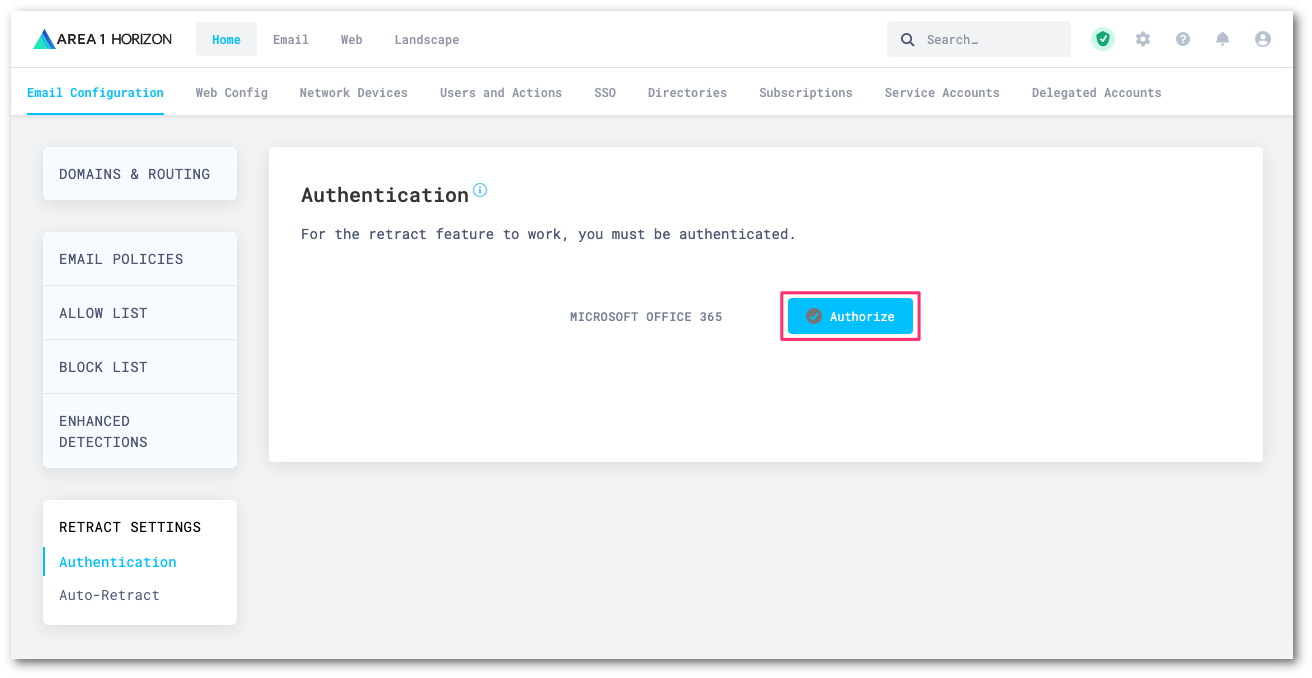 AREA 1 HORIZON
Home
Email
Web
Landscape
Search…
Email Configuration
Web Config
Network Devices
Users and Actions
SSO
Directories
Subscriptions
Service Accounts
Delegated Accounts
DOMAINS & ROUTING
EMAIL POLICIES
ALLOW LIST
BLOCK LIST
ENHANCED
DETECTIONS
RETRACT SETTINGS
Authentication
Auto-Retract
Authentication
For the retract feature to work, you must be authenticated.
MICROSOFT OFFICE 365
Authorize